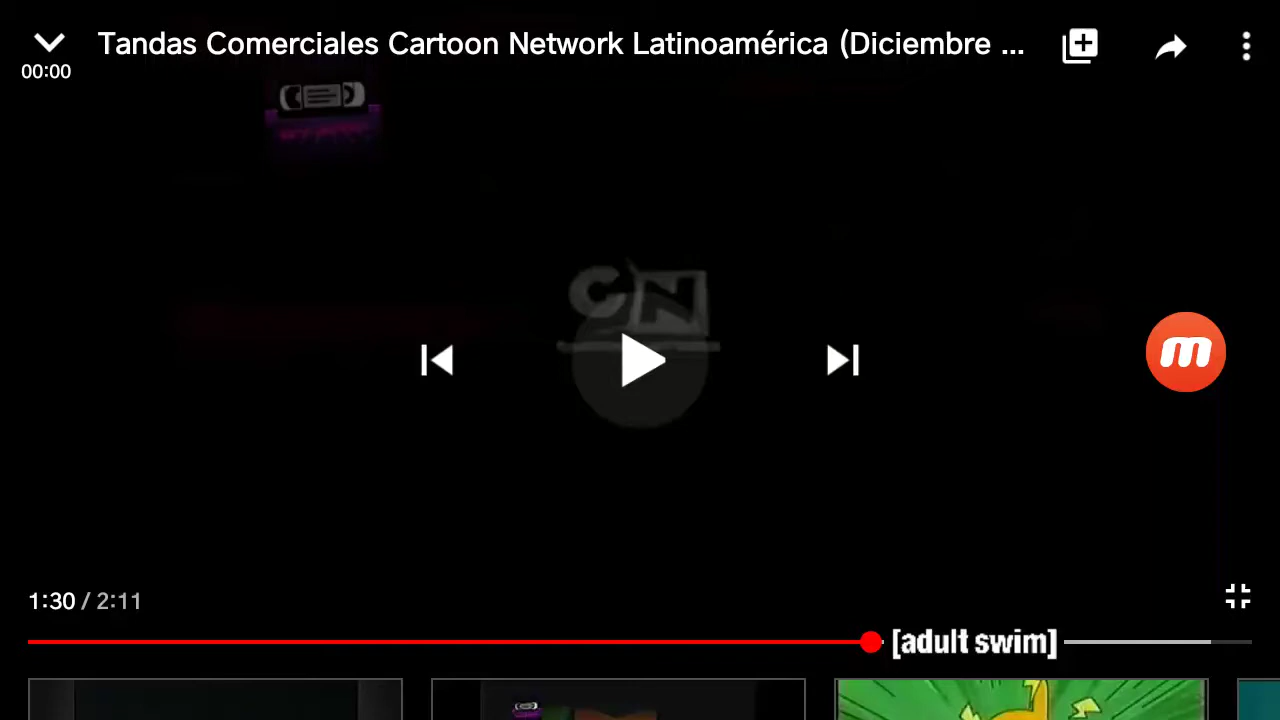 Tandas Comerciales Cartoon Network Latinoamérica (Diciembre ...
00:00
CN
m
1:30 / 2:11
[adult swim]